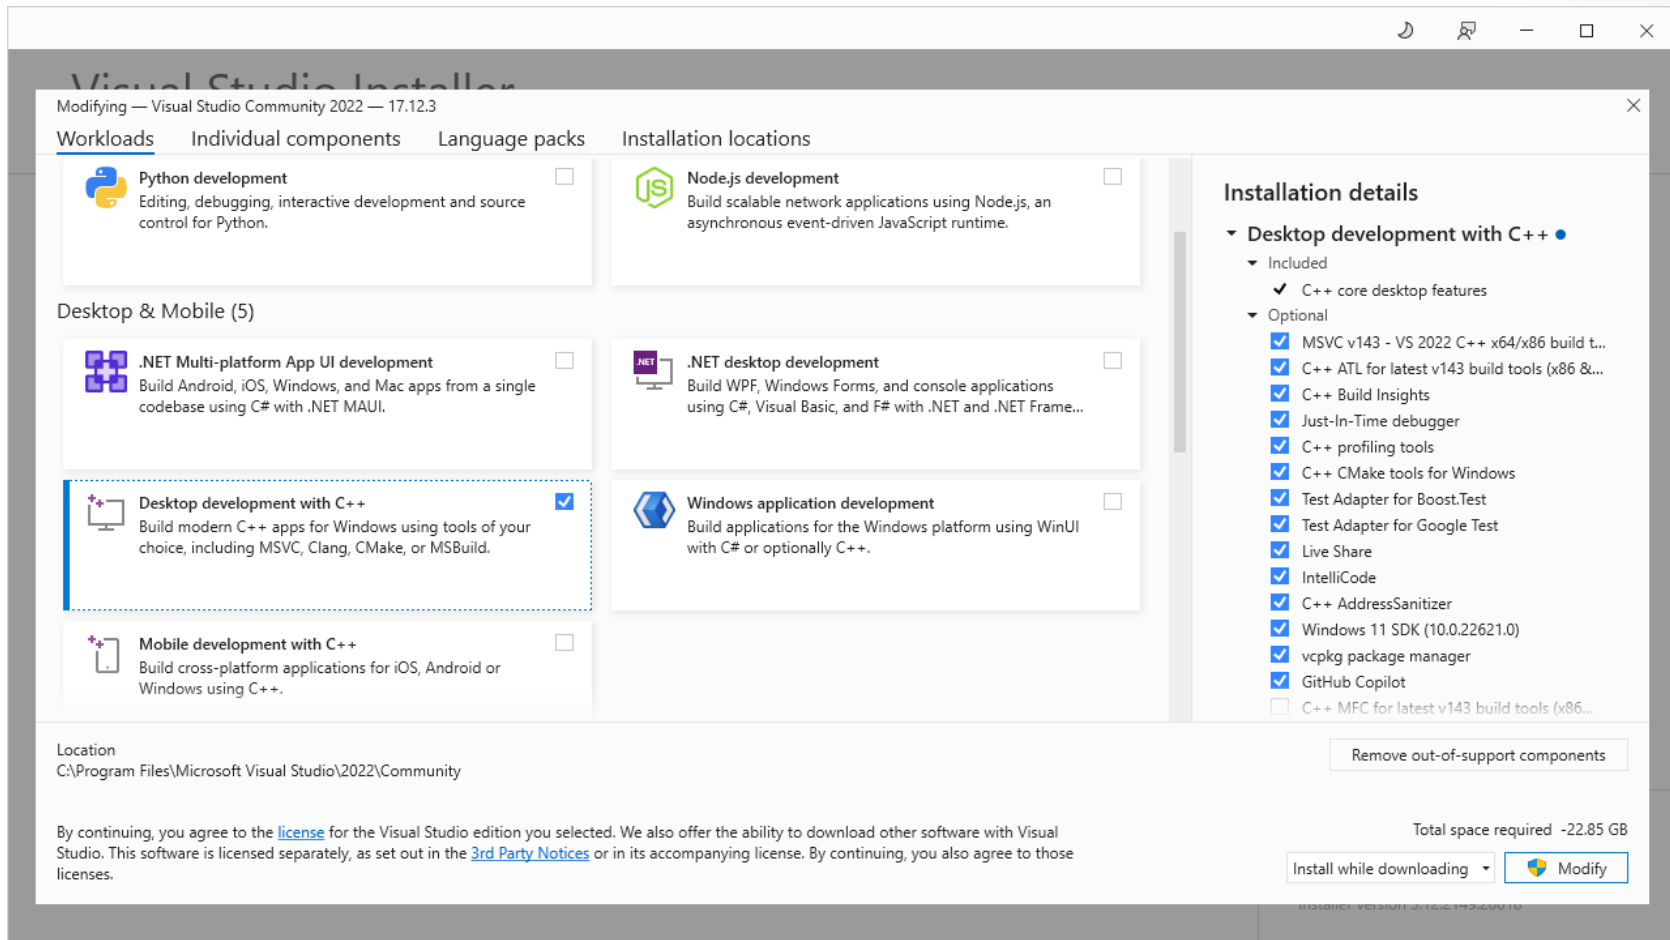 Visual Studio Installer
Modifying — Visual Studio Community 2022 — 17.12.3
Workloads
Individual components
Language packs
Installation locations
Python development
Editing, debugging, interactive development and source
control for Python.
Node.js development
Build scalable network applications using Node.js, an
asynchronous event-driven JavaScript runtime.
Desktop & Mobile (5)
.NET Multi-platform App UI development
Build Android, iOS, Windows, and Mac apps from a single
codebase using C# with .NET MAUI.
.NET
.NET desktop development
Build WPF, Windows Forms, and console applications
using C#, Visual Basic, and F# with .NET and .NET Frame...
Desktop development with C++
Build modern C++ apps for Windows using tools of your
choice, including MSVC, Clang, CMake, or MSBuild.
Windows application development
Build applications for the Windows platform using WinUI
with C# or optionally C++.
Mobile development with C++
Build cross-platform applications for iOS, Android or
Windows using C++.
Installation details
Desktop development with C++
Included
C++ core desktop features
Optional
MSVC v143 - VS 2022 C++ x64/x86 build t...
C++ ATL for latest v143 build tools (x86 &...
C++ Build Insights
Just-In-Time debugger
C++ profiling tools
C++ CMake tools for Windows
Test Adapter for Boost.Test
Test Adapter for Google Test
Live Share
IntelliCode
C++ AddressSanitizer
Windows 11 SDK (10.0.22621.0)
vcpkg package manager
GitHub Copilot
C++ MFC for latest v143 build tools (x86...
Location
C:\Program Files\Microsoft Visual Studio\2022\Community
Remove out-of-support components
By continuing, you agree to the license for the Visual Studio edition you selected. We also offer the ability to download other software with Visual
Studio. This software is licensed separately, as set out in the 3rd Party Notices or in its accompanying license. By continuing, you also agree to those
licenses.
Total space required -22.85 GB
Install while downloading
Modify